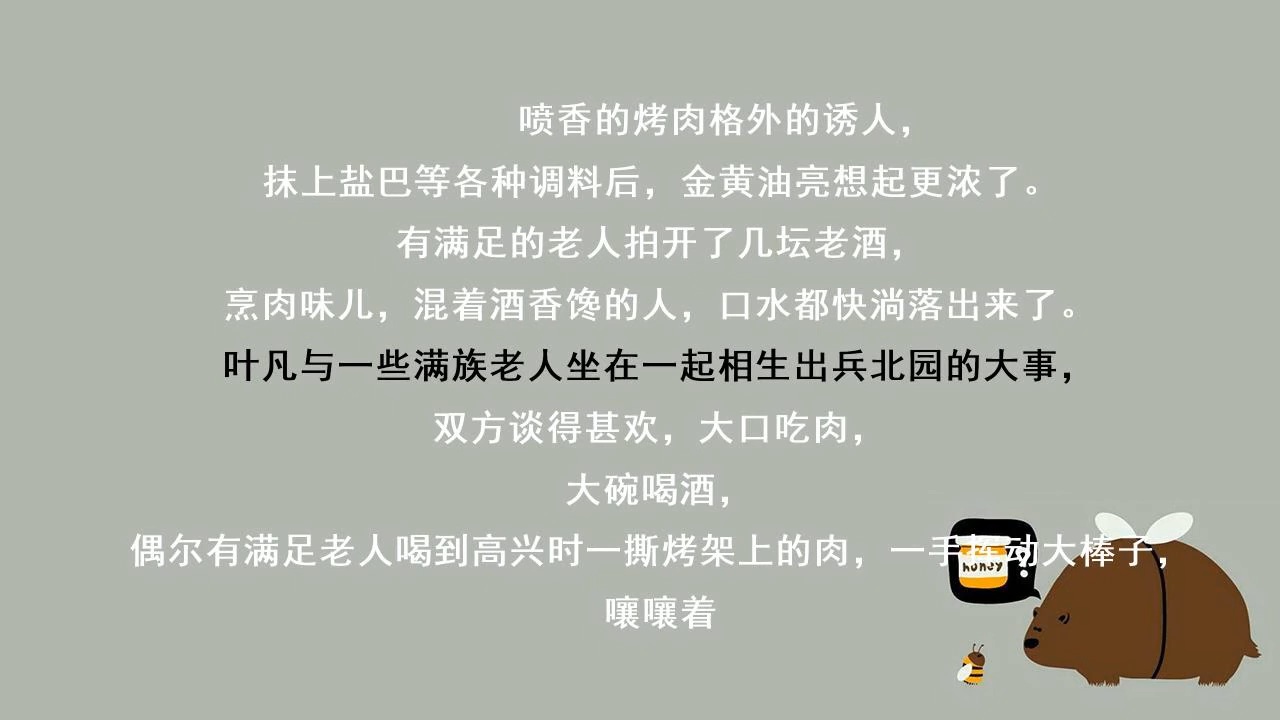 喷香的烤肉格外的诱人，
抹上盐巴等各种调料后，金黄油亮想起更浓了。
有满足的老人拍开了几坛老酒，
烹肉味儿，混着酒香馋的人，口水都快淌落出来了。
叶凡与一些满族老人坐在一起相生出兵北园的大事，
双方谈得甚欢，大口吃肉，
大碗喝酒，
偶尔有满足老人喝到高兴时一撕烤架上的肉，一手挥动大棒子，
honey
?
嚷嚷着